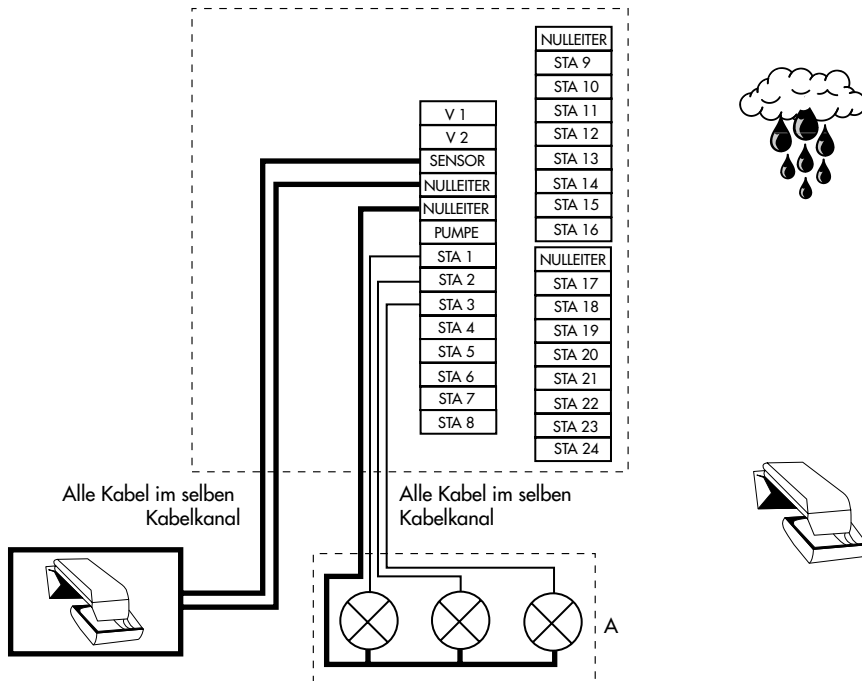 V 1
V 2
SENSOR
NULLEITER
NULLEITER
PUMPE
STA 1
STA 2
STA 3
STA 4
STA 5
STA 6
STA 7
STA 8
NULLEITER
STA 9
STA 10
STA 11
STA 12
STA 13
STA 14
STA 15
STA 16
NULLEITER
STA 17
STA 18
STA 19
STA 20
STA 21
STA 22
STA 23
STA 24
Alle Kabel im selben
Kabelkanal
Alle Kabel im selben
Kabelkanal
A